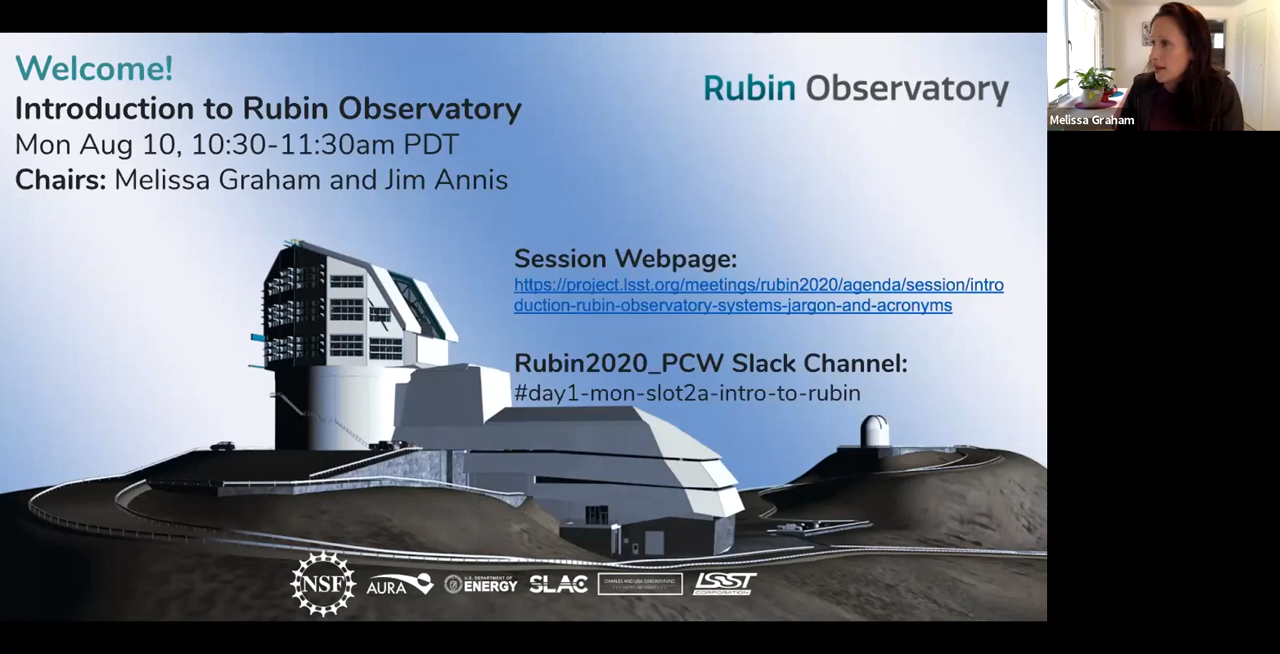 Welcome!
Introduction to Rubin Observatory
Mon Aug 10, 10:30-11:30am PDT
Chairs: Melissa Graham and Jim Annis
Rubin Observatory
Melissa Graham
Session Webpage:
https://project.lsst.org/meetings/rubin2020/agenda/session/intro
duction-rubin-observatory-systems-jargon-and-acronyms
Rubin2020_PCW Slack Channel:
#day1-mon-slot2a-intro-to-rubin
NSF
AURA
U.S. DEPARTMENT OF
ENERGY
SLAC
LSST
CORPORATION